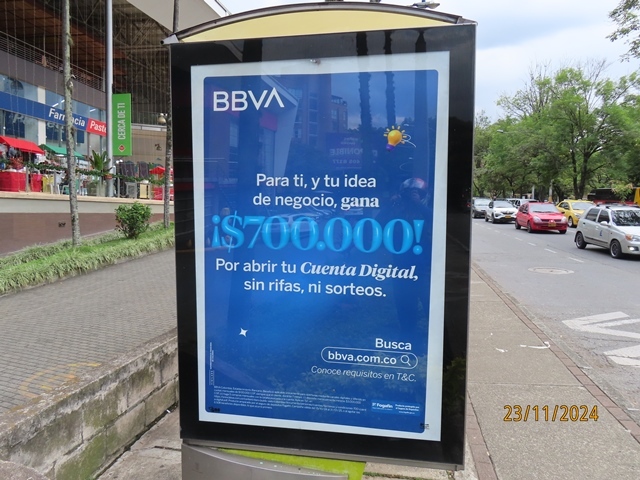 BBVA
Para ti, y tu idea
de negocio, gana
¡$700.000!
Por abrir tu Cuenta Digital,
sin rifas, ni sorteos.
Busca
bbva.com.co
Conoce requisitos en T&C.
Fogafín
Farmacia
CERCA DE TI
23/11/2024